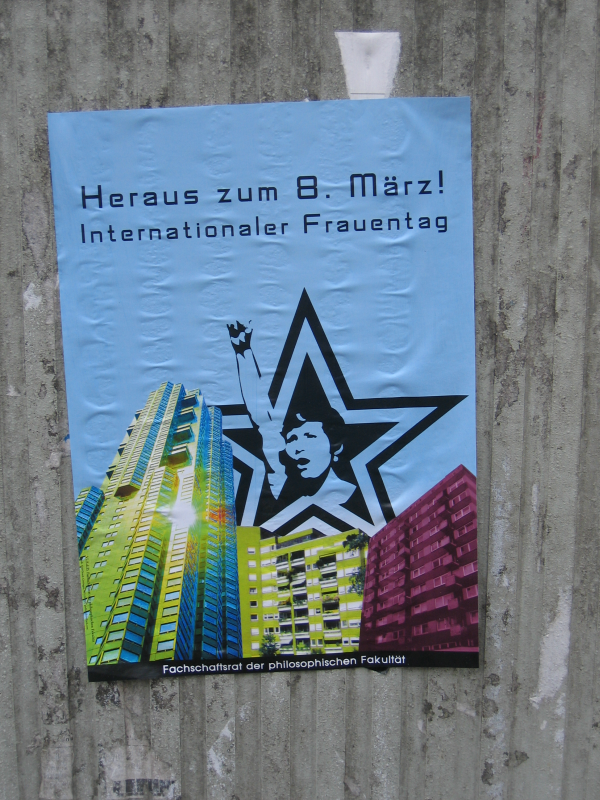 Heraus zum 8. März!
Internationaler Frauentag
Fachschaftsrat der philosophischen Fakultät